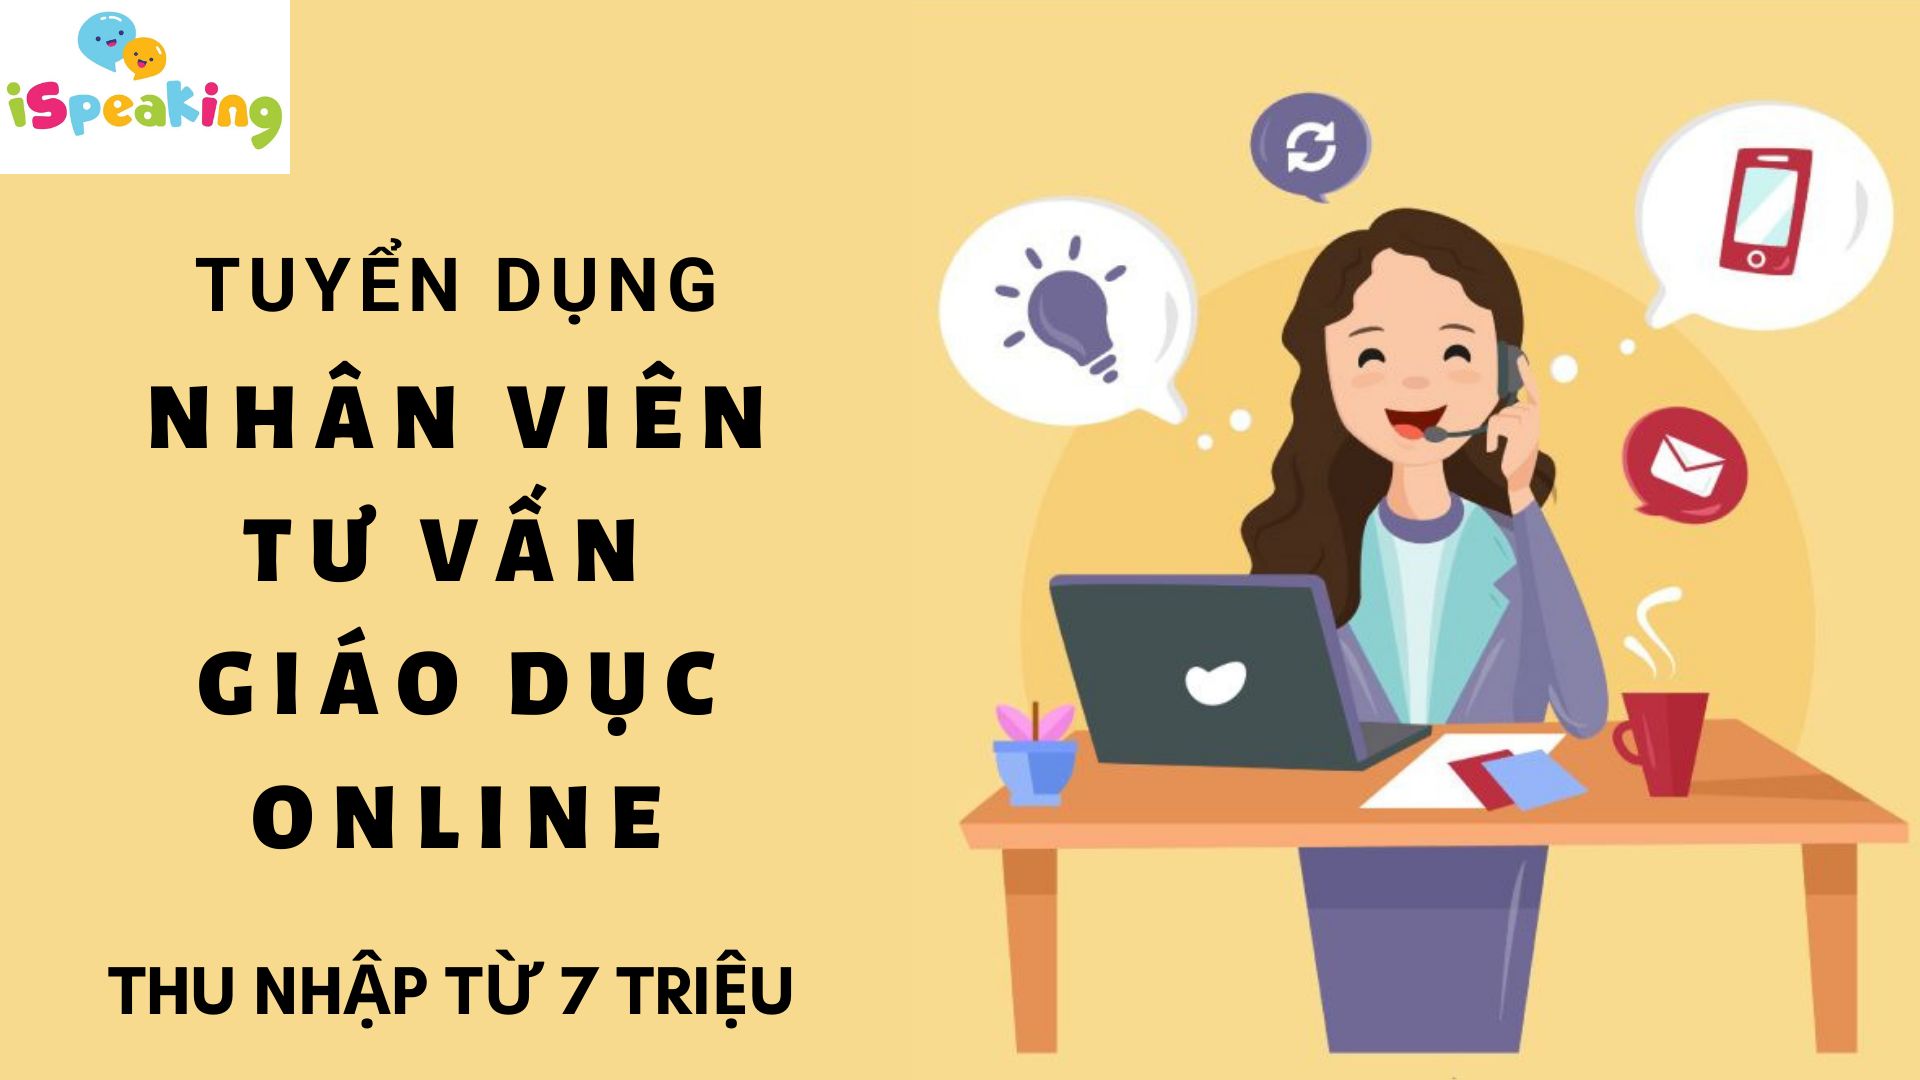 iSpeaking
TUYỂN DỤNG
NHÂN VIÊN
TƯ VẤN
GIÁO DỤC
ONLINE
THU NHẬP TỪ 7 TRIỆU